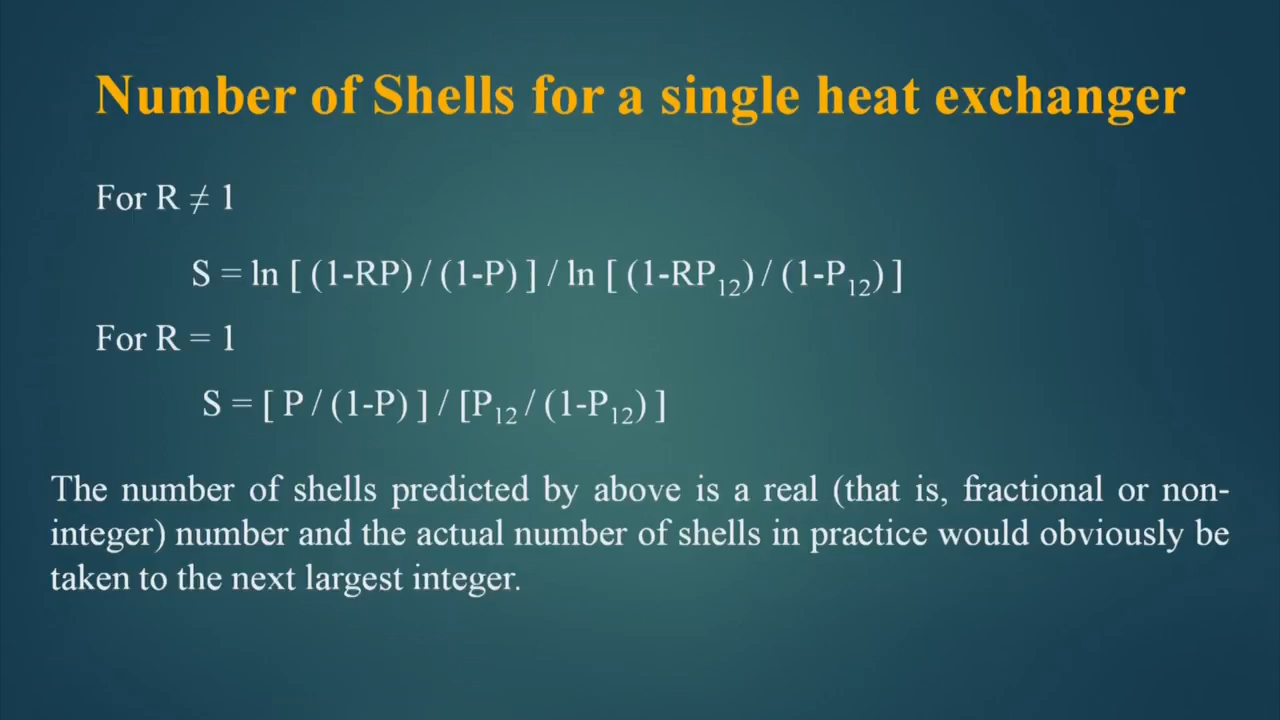 Number of Shells for a single heat exchanger
For R ≠ 1
S = ln [ (1-RP) / (1-P) ] / ln [ (1-RP₁₂) / (1-P₁₂) ]
For R = 1
S = [ P / (1-P) ] / [P₁₂ / (1-P₁₂) ]
The number of shells predicted by above is a real (that is, fractional or non-
integer) number and the actual number of shells in practice would obviously be
taken to the next largest integer.